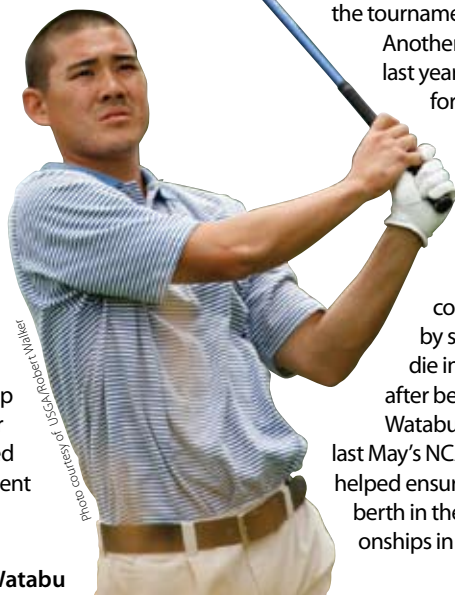 the tourname
Another
last year
for
co
by s
die in
after be
Watabu
last May's NC
helped ensur
berth in the
onships in
Photo courtesy of USGA/Robert Walker
p
r
ed
ent
Watabu